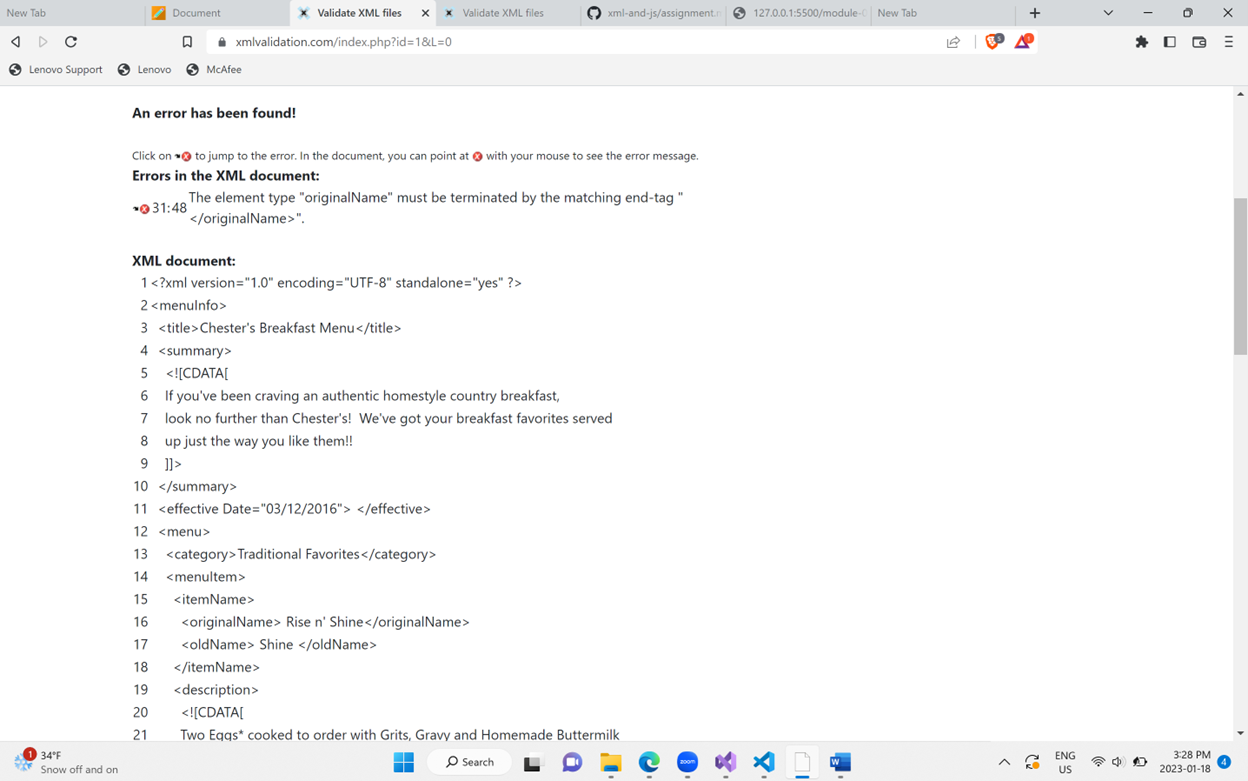 New Tab
Document
Validate XML files
Validate XML files
xml-and-js/assignment.r
127.0.0.1:5500/module-
New Tab
xmlvalidation.com/index.php?id=1&L=0
5
1
Lenovo Support
Lenovo
McAfee
An error has been found!
Click on to jump to the error. In the document, you can point at with your mouse to see the error message.
Errors in the XML document:
31:48 The element type "originalName" must be terminated by the matching end-tag "
</originalName>".
XML document:
1 <?xml version="1.0" encoding="UTF-8" standalone="yes" ?>
2 <menuInfo>
3 <title>Chester's Breakfast Menu</title>
4 <summary>
5 <![CDATA[
6 If you've been craving an authentic homestyle country breakfast,
7 look no further than Chester's!  We've got your breakfast favorites served
8 up just the way you like them!!
9 ]]>
10 </summary>
11 <effective Date="03/12/2016"> </effective>
12 <menu>
13 <category>Traditional Favorites</category>
14 <menuItem>
15 <itemName>
16 <originalName> Rise n' Shine</originalName>
17 <oldName> Shine </oldName>
18 </itemName>
19 <description>
20 <![CDATA[
21 Two Eggs* cooked to order with Grits, Gravy and Homemade Buttermilk
1
34°F
Snow off and on
Search
zoom
W
ENG
US
3:28 PM
2023-01-18
4